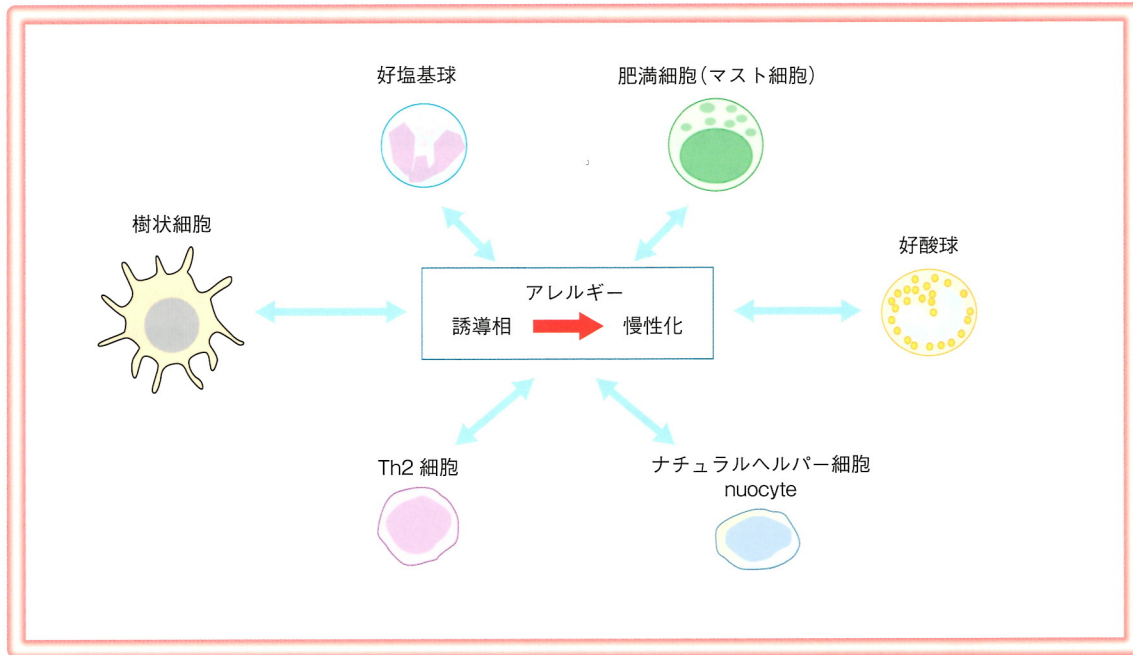 好塩基球
肥満細胞（マスト細胞）
樹状細胞
好酸球
アレルギー
誘導相 慢性化
Th2 細胞
ナチュラルヘルパー細胞
nuocyte